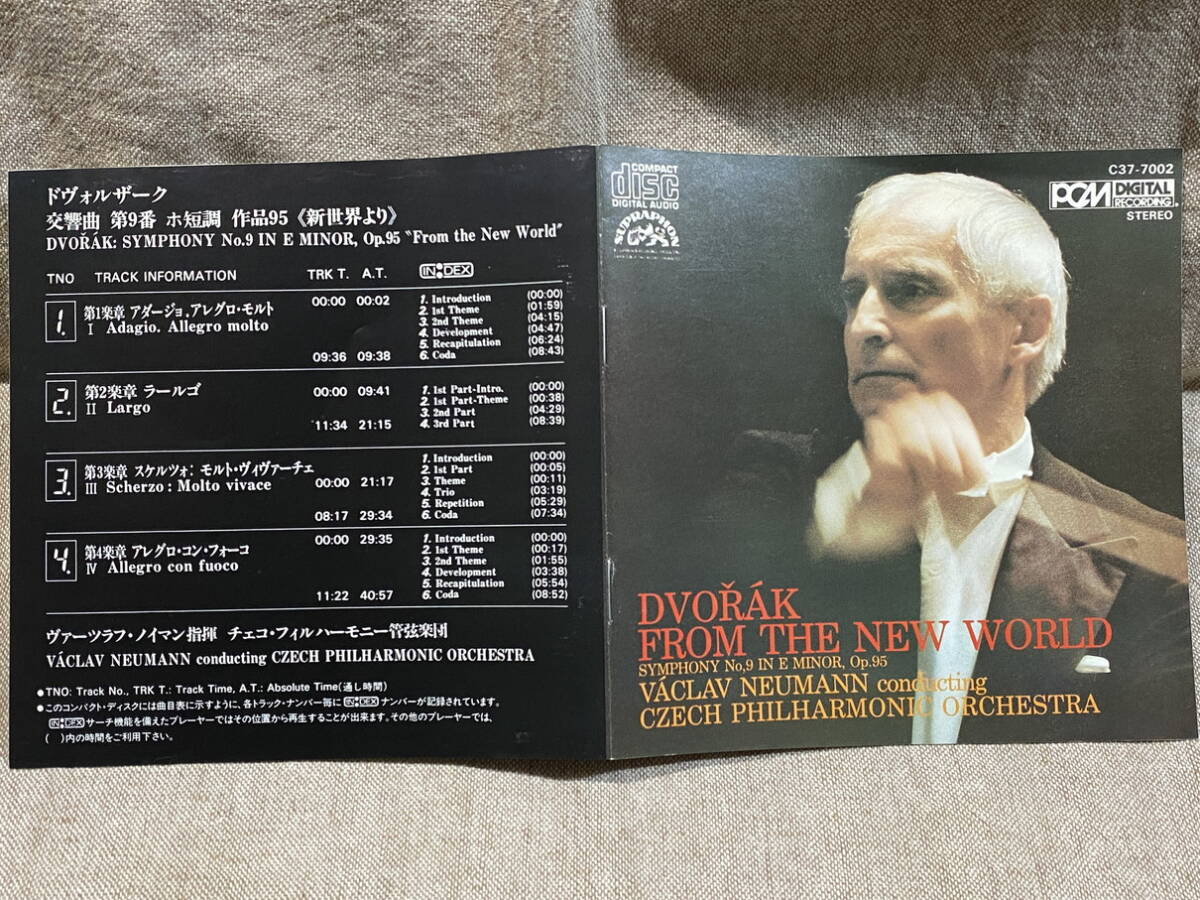 ドヴォルザーク
交響曲 第9番 ホ短調 作品95《新世界より》
DVOŘÁK: SYMPHONY No.9 IN E MINOR, Op.95 "From the New World"
TNO TRACK INFORMATION TRK T. A.T. INDEX
1. 第1楽章 アダージョ．アレグロ・モルト 00:00 00:02
I Adagio. Allegro molto
09:36 09:38
1. Introduction (00:00)
2. 1st Theme (01:59)
3. 2nd Theme (04:15)
4. Development (04:47)
5. Recapitulation (06:24)
6. Coda (08:43)
2. 第2楽章 ラールゴ 00:00 09:41
II Largo
11:34 21:15
1. 1st Part-Intro. (00:00)
2. 1st Part-Theme (00:38)
3. 2nd Part (04:29)
4. 3rd Part (08:39)
3. 第3楽章 スケルツォ：モルト・ヴィヴァーチェ
III Scherzo : Molto vivace 00:00 21:17
08:17 29:34
1. Introduction (00:00)
2. 1st Part (00:05)
3. Theme (00:11)
4. Trio (03:19)
5. Repetition (05:29)
6. Coda (07:34)
4. 第4楽章 アレグロ・コン・フォーコ 00:00 29:35
IV Allegro con fuoco
11:22 40:57
1. Introduction (00:00)
2. 1st Theme (00:17)
3. 2nd Theme (01:55)
4. Development (03:38)
5. Recapitulation (05:54)
6. Coda (08:52)
ヴァーツラフ・ノイマン指揮 チェコ・フィルハーモニー管弦楽団
VÁCLAV NEUMANN conducting CZECH PHILHARMONIC ORCHESTRA
●TNO: Track No., TRK T.: Track Time, A.T.: Absolute Time(通し時間)
●このコンパクト・ディスクには曲目表に示すように、各トラック・ナンバー毎にINDEXナンバーが記録されています。
INDEXサーチ機能を備えたプレーヤーではその位置から再生することが出来ます。その他のプレーヤーでは、
( )内の時間をご利用下さい。
COMPACT
disc
DIGITAL AUDIO
SUPRAPHON
C37-7002
PCM DIGITAL RECORDING
STEREO
DVOŘÁK
FROM THE NEW WORLD
SYMPHONY No,9 IN E MINOR, Op.95
VÁCLAV NEUMANN conducting
CZECH PHILHARMONIC ORCHESTRA